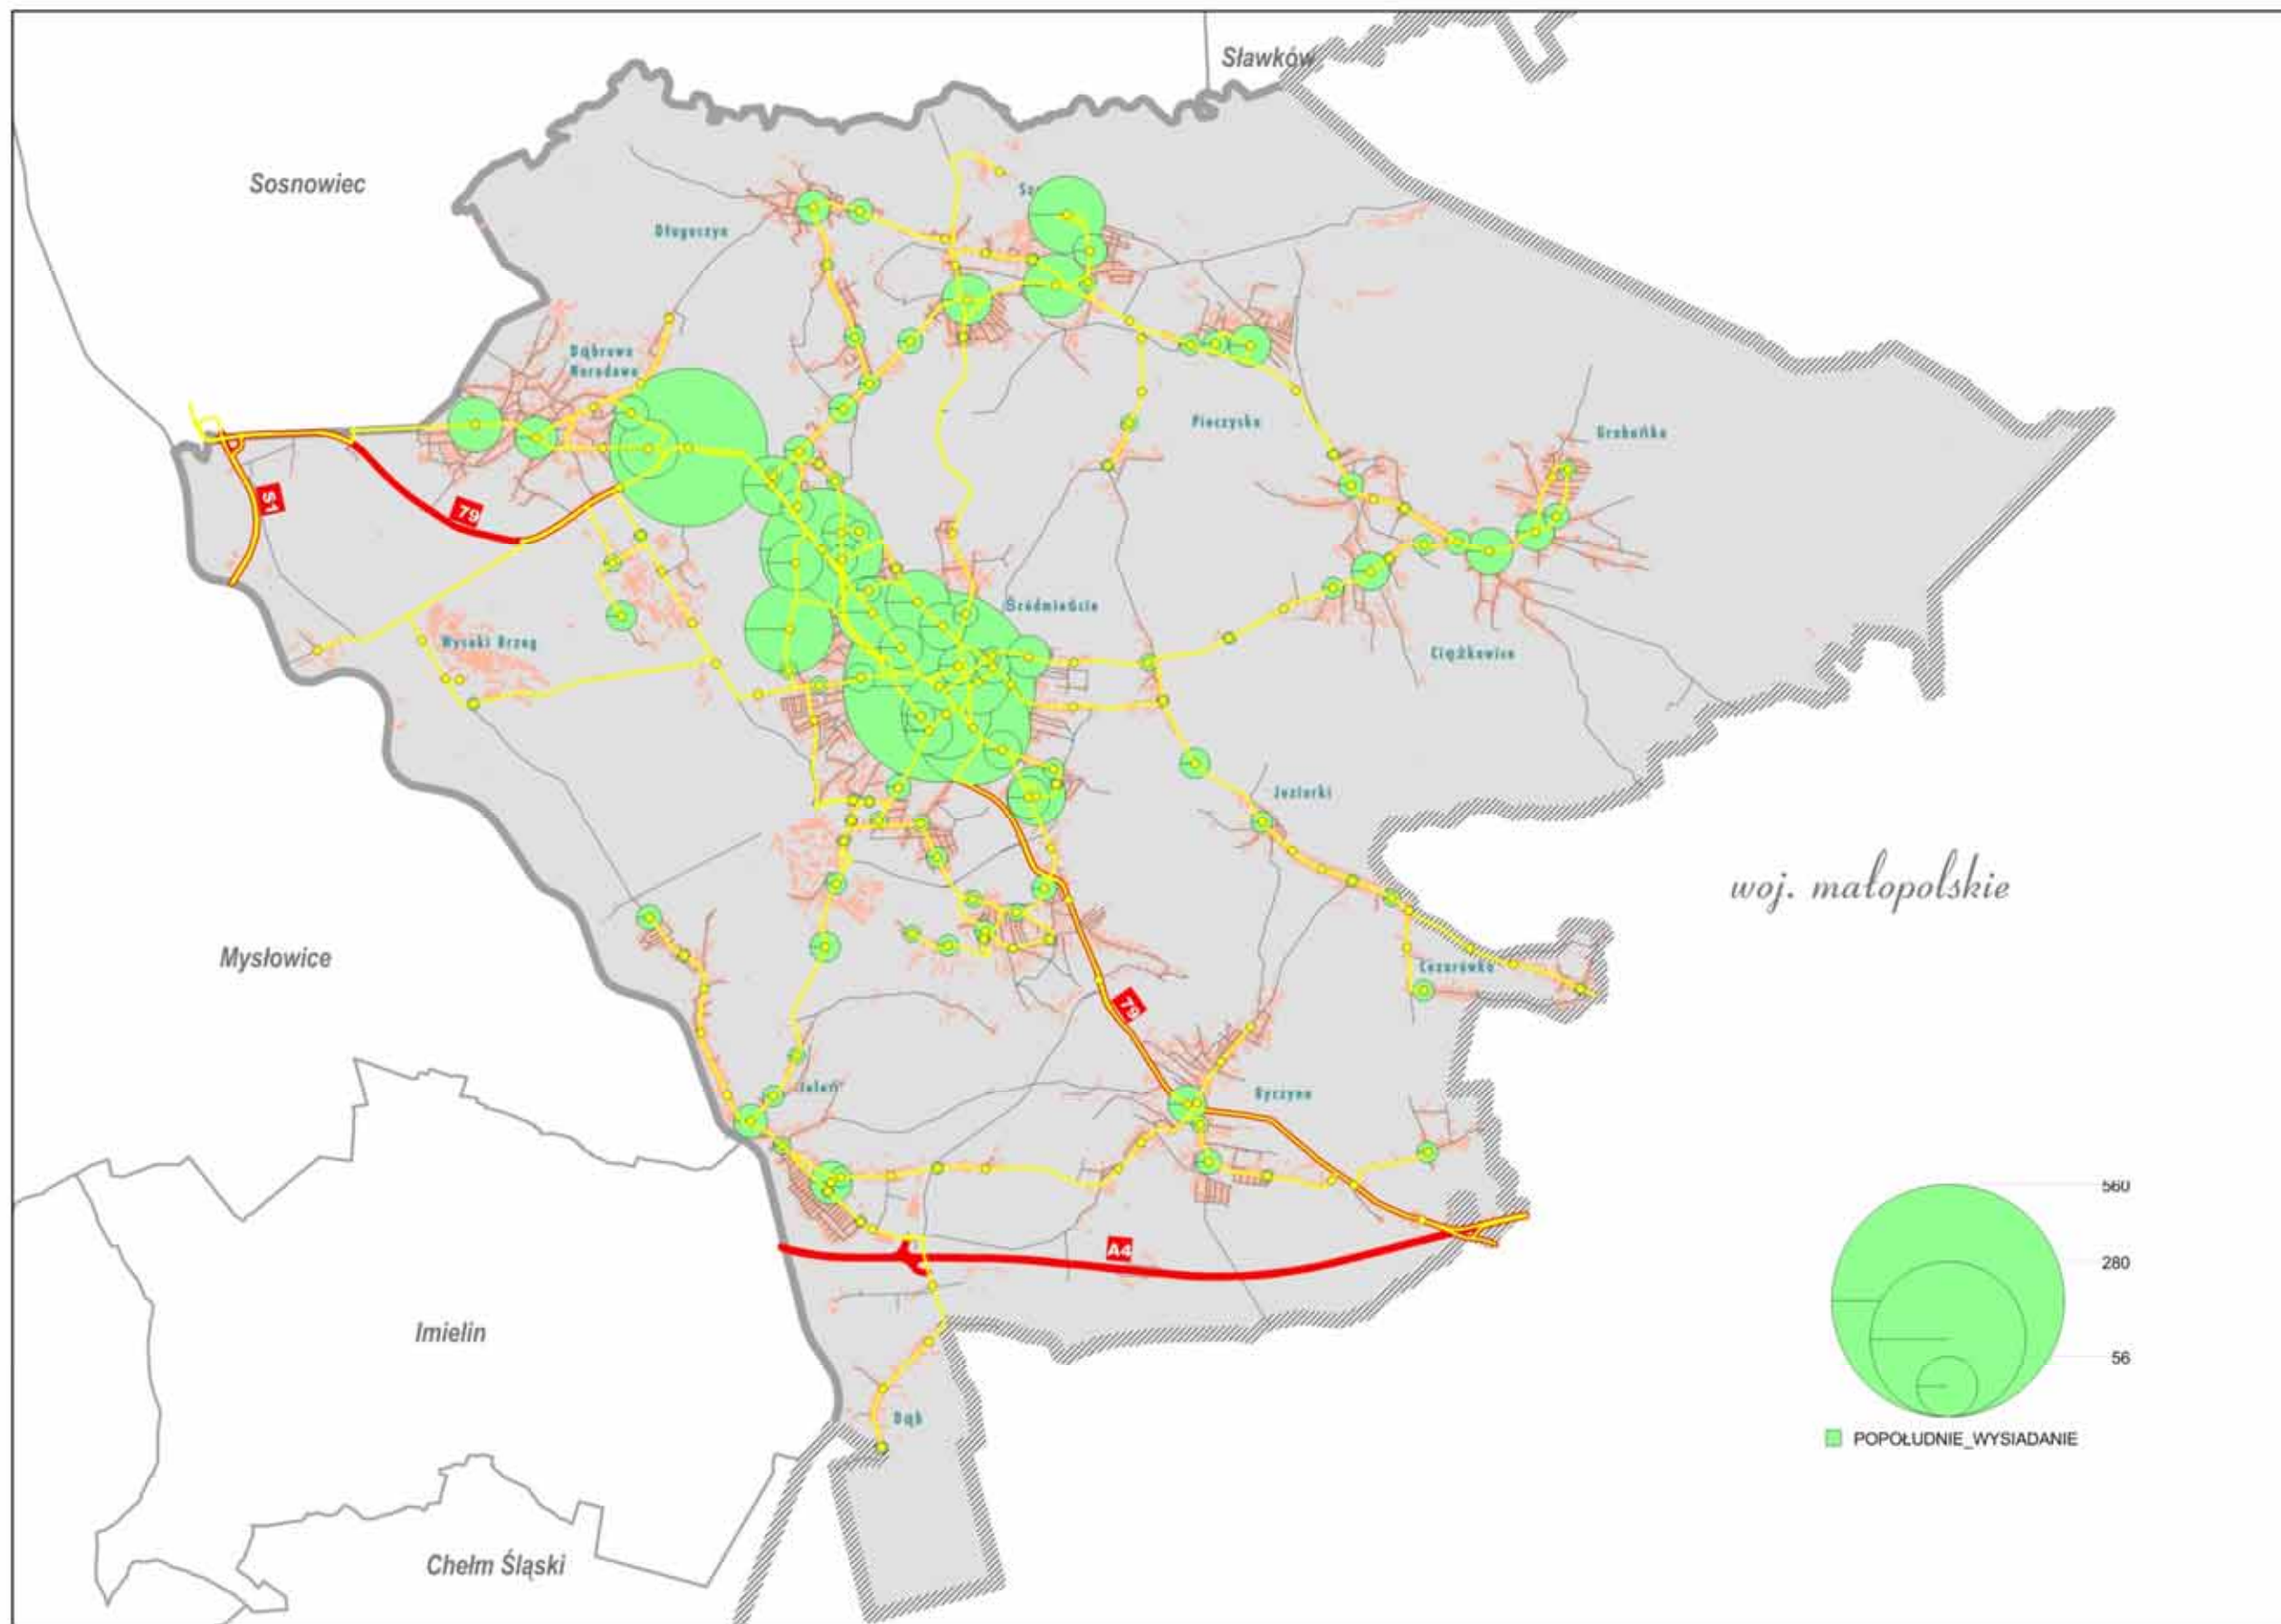 Sławków
Sosnowiec
Długoszyn
Dąbrowa
Narodowa
Pieczyska
S1
79
Śródmieście
Wysoki Brzeg
Ciężkowice
Jeziorki
woj. małopolskie
Mysłowice
Cezarówka
79
Jeleń
Byczyna
560
A4
280
Imielin
56
Dąb
POPOŁUDNIE_WYSIADANIE
Chełm Śląski